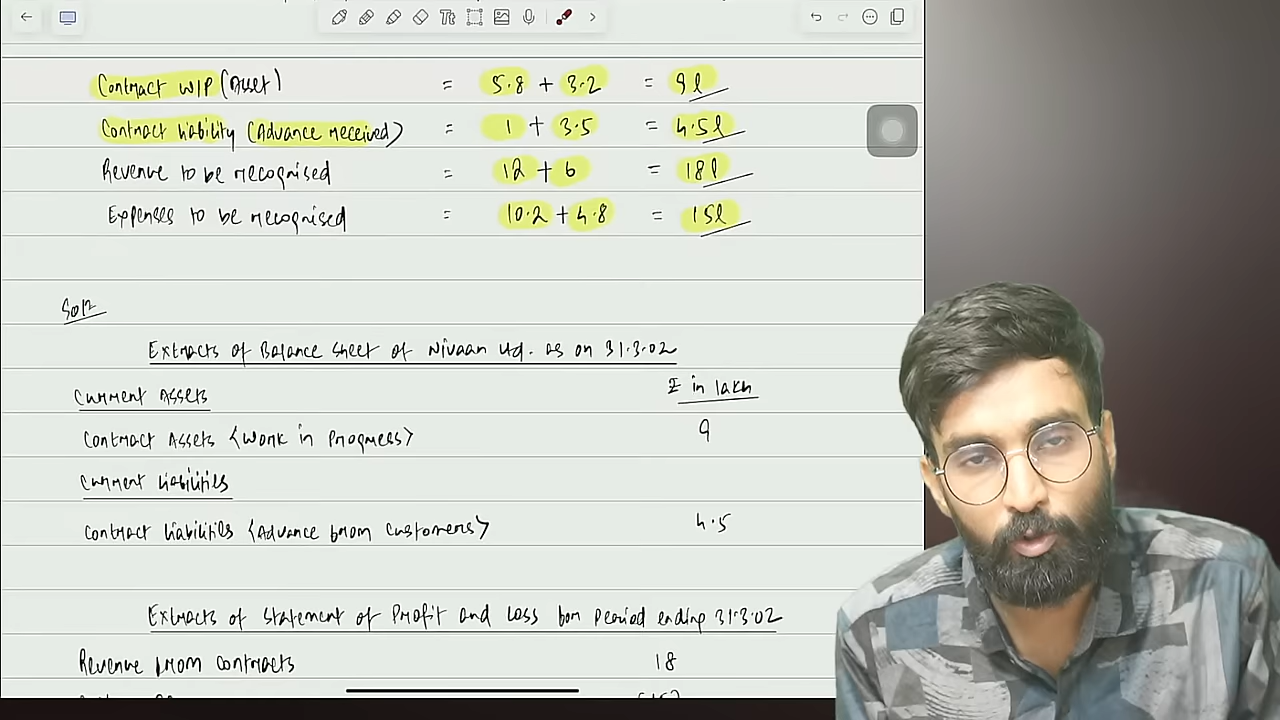 Contract WIP (Asset) = 5.8 + 3.2 = 9l
Contract liability (Advance received) = 1 + 3.5 = 4.5l
Revenue to be recognised = 12 + 6 = 18l
Expenses to be recognised = 10.2 + 4.8 = 15l
Soln
Extracts of Balance Sheet of Nivaan Ltd. as on 31.3.02
Current Assets ₹ in lakh
Contract Assets (Work in Progress) 9
Current liabilities
Contract liabilities (Advance from Customers) 4.5
Extracts of Statement of Profit and Loss for Period ending 31.3.02
Revenue from contracts 18